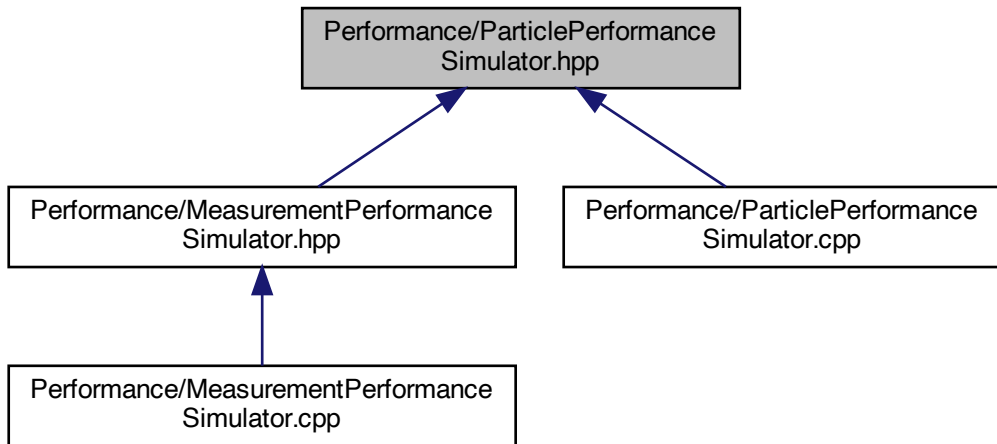 Performance/ParticlePerformance
Simulator.hpp
Performance/MeasurementPerformance
Simulator.hpp
Performance/ParticlePerformance
Simulator.cpp
Performance/MeasurementPerformance
Simulator.cpp